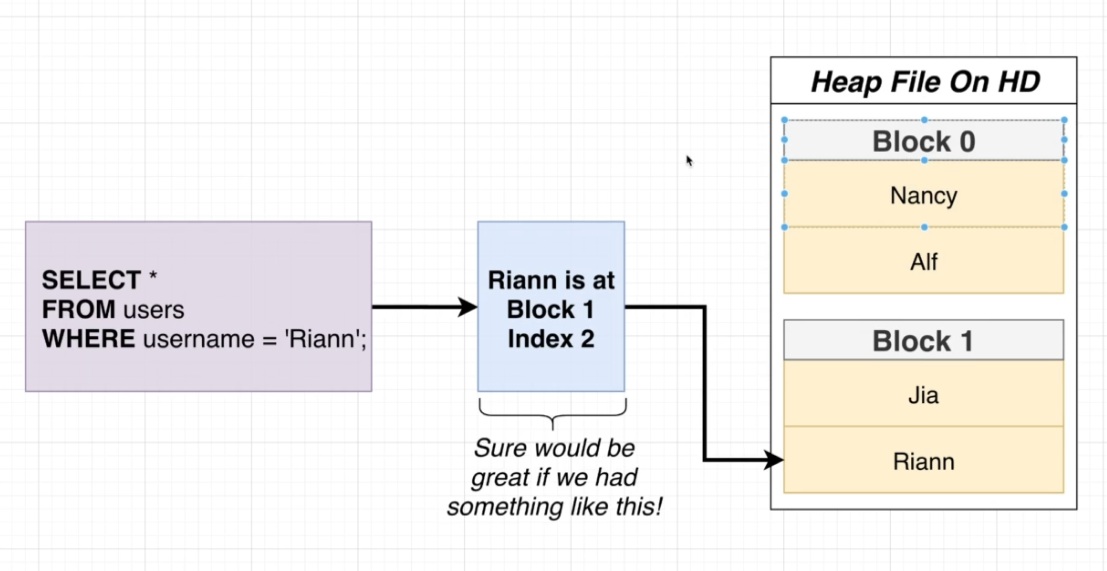 Heap File On HD
Block 0
Nancy
Alf
SELECT *
FROM users
WHERE username = 'Riann';
Riann is at
Block 1
Index 2
Sure would be
great if we had
something like this!
Block 1
Jia
Riann